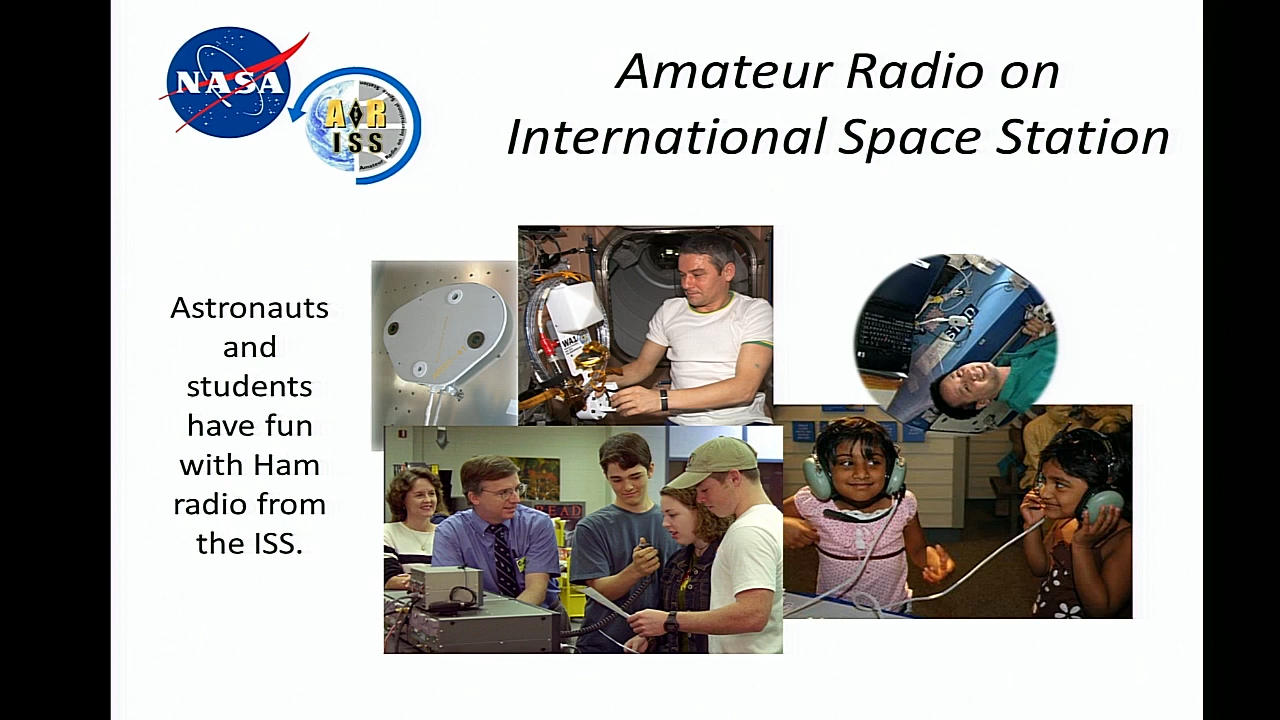 NASA
AR
ISS
Amateur Radio on
International Space Station
Astronauts
and
students
have fun
with Ham
radio from
the ISS.
READ